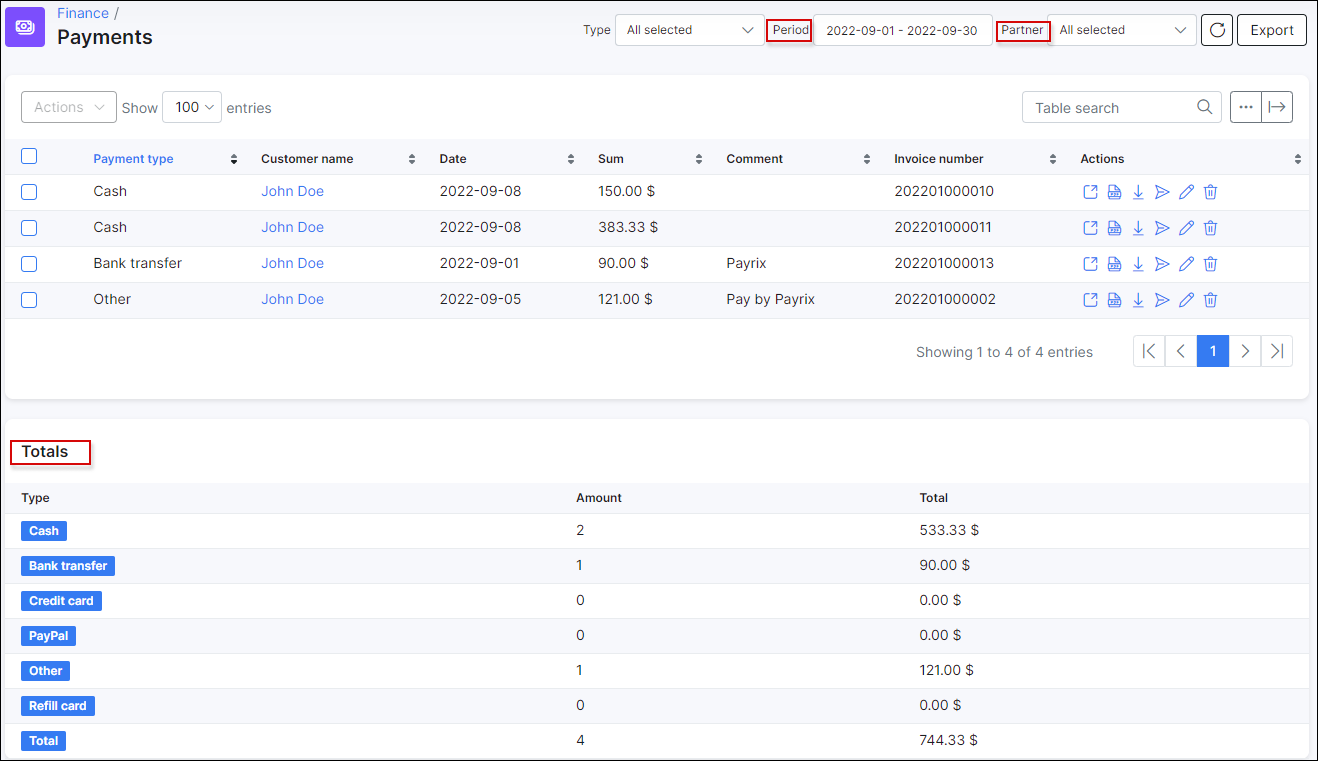 Finance /
Payments
Type All selected Period 2022-09-01 - 2022-09-30 Partner All selected Export
Actions Show 100 entries Table search
Payment type Customer name Date Sum Comment Invoice number Actions
Cash John Doe 2022-09-08 150.00 $ 202201000010
Cash John Doe 2022-09-08 383.33 $ 202201000011
Bank transfer John Doe 2022-09-01 90.00 $ Payrix 202201000013
Other John Doe 2022-09-05 121.00 $ Pay by Payrix 202201000002
Showing 1 to 4 of 4 entries 1
Totals
Type Amount Total
Cash 2 533.33 $
Bank transfer 1 90.00 $
Credit card 0 0.00 $
PayPal 0 0.00 $
Other 1 121.00 $
Refill card 0 0.00 $
Total 4 744.33 $